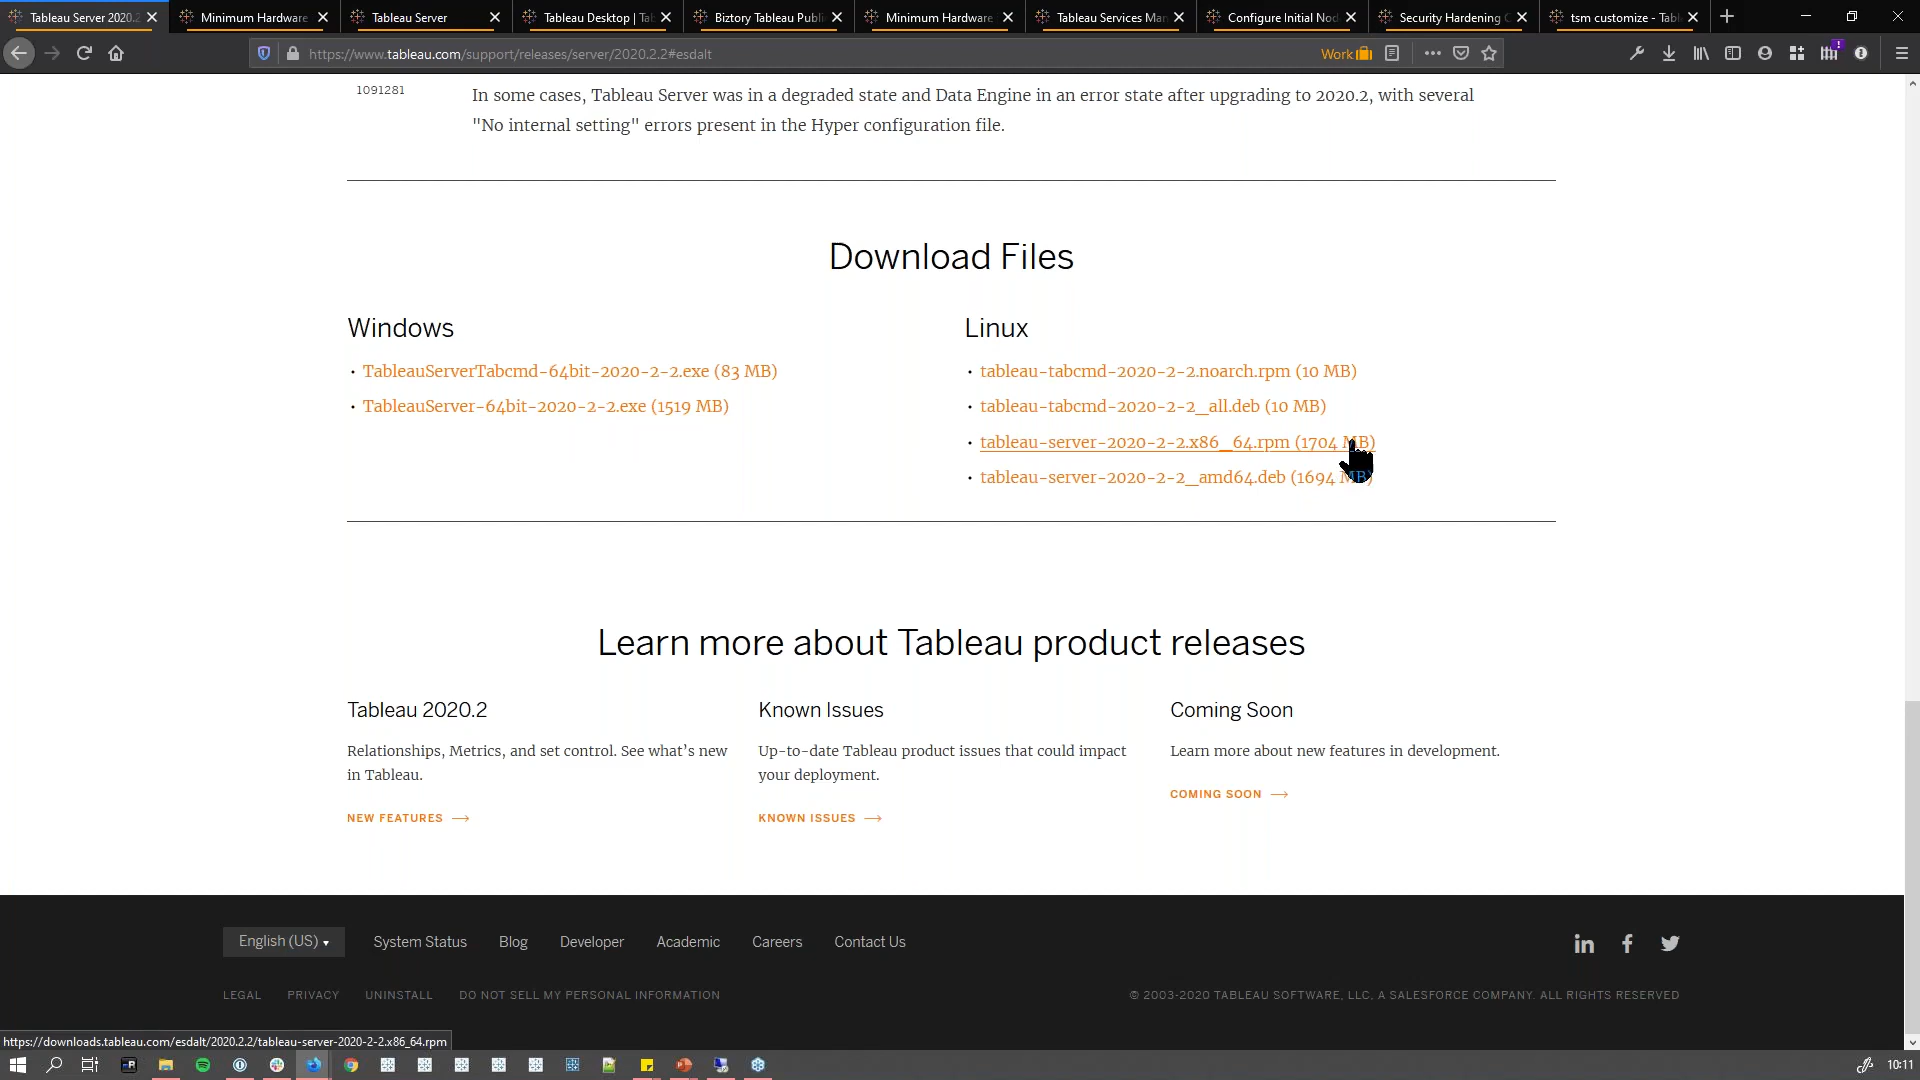 Tableau Server 2020.2
Minimum Hardware
Tableau Server
Tableau Desktop | Tab
Biztory Tableau Publi
Minimum Hardware
Tableau Services Man
Configure Initial Nod
Security Hardening C
tsm customize - Tabl
https://www.tableau.com/support/releases/server/2020.2.2#esdalt
Work
1091281
In some cases, Tableau Server was in a degraded state and Data Engine in an error state after upgrading to 2020.2, with several
"No internal setting" errors present in the Hyper configuration file.
Download Files
Windows
• TableauServerTabcmd-64bit-2020-2-2.exe (83 MB)
• TableauServer-64bit-2020-2-2.exe (1519 MB)
Linux
• tableau-tabcmd-2020-2-2.noarch.rpm (10 MB)
• tableau-tabcmd-2020-2-2_all.deb (10 MB)
• tableau-server-2020-2-2.x86_64.rpm (1704 MB)
• tableau-server-2020-2-2_amd64.deb (1694 MB)
Learn more about Tableau product releases
Tableau 2020.2
Relationships, Metrics, and set control. See what's new
in Tableau.
NEW FEATURES
Known Issues
Up-to-date Tableau product issues that could impact
your deployment.
KNOWN ISSUES
Coming Soon
Learn more about new features in development.
COMING SOON
English (US)
System Status
Blog
Developer
Academic
Careers
Contact Us
LEGAL
PRIVACY
UNINSTALL
DO NOT SELL MY PERSONAL INFORMATION
© 2003-2020 TABLEAU SOFTWARE, LLC, A SALESFORCE COMPANY. ALL RIGHTS RESERVED
https://downloads.tableau.com/esdalt/2020.2.2/tableau-server-2020-2-2.x86_64.rpm
10:11